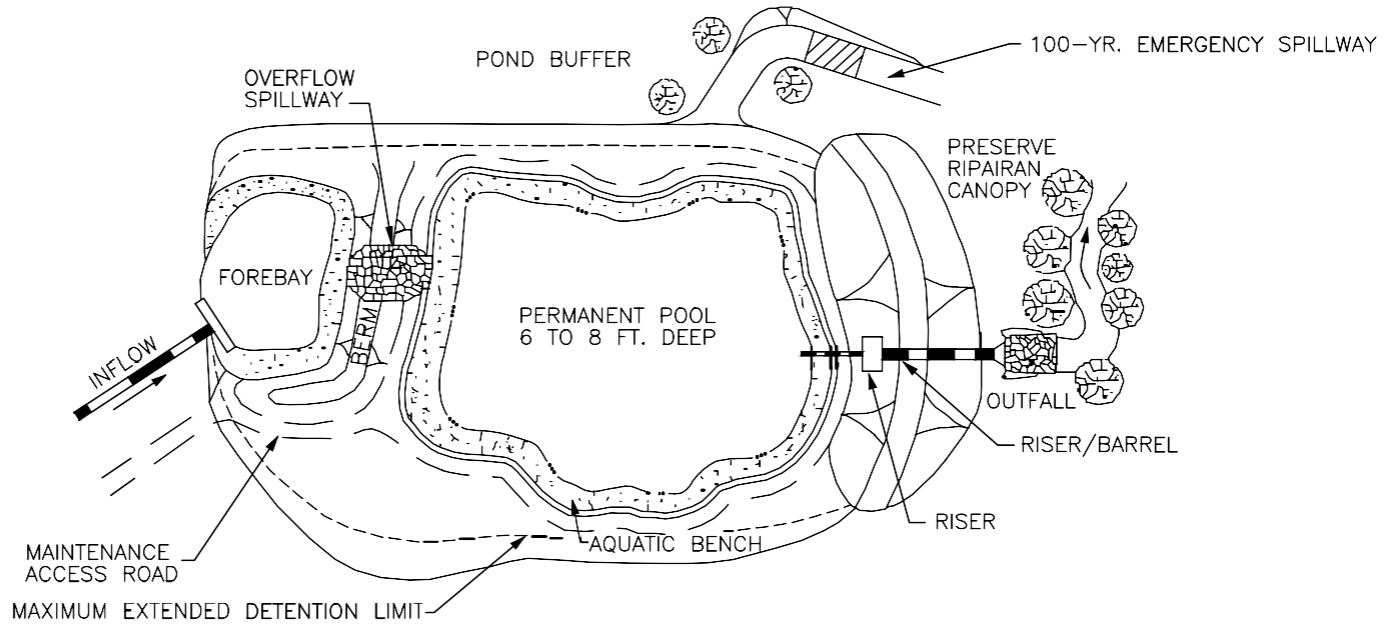 POND BUFFER
100-YR. EMERGENCY SPILLWAY
OVERFLOW
SPILLWAY
PRESERVE
RIPAIRAN
CANOPY
FOREBAY
BERM
PERMANENT POOL
6 TO 8 FT. DEEP
INFLOW
OUTFALL
RISER/BARREL
RISER
AQUATIC BENCH
MAINTENANCE
ACCESS ROAD
MAXIMUM EXTENDED DETENTION LIMIT